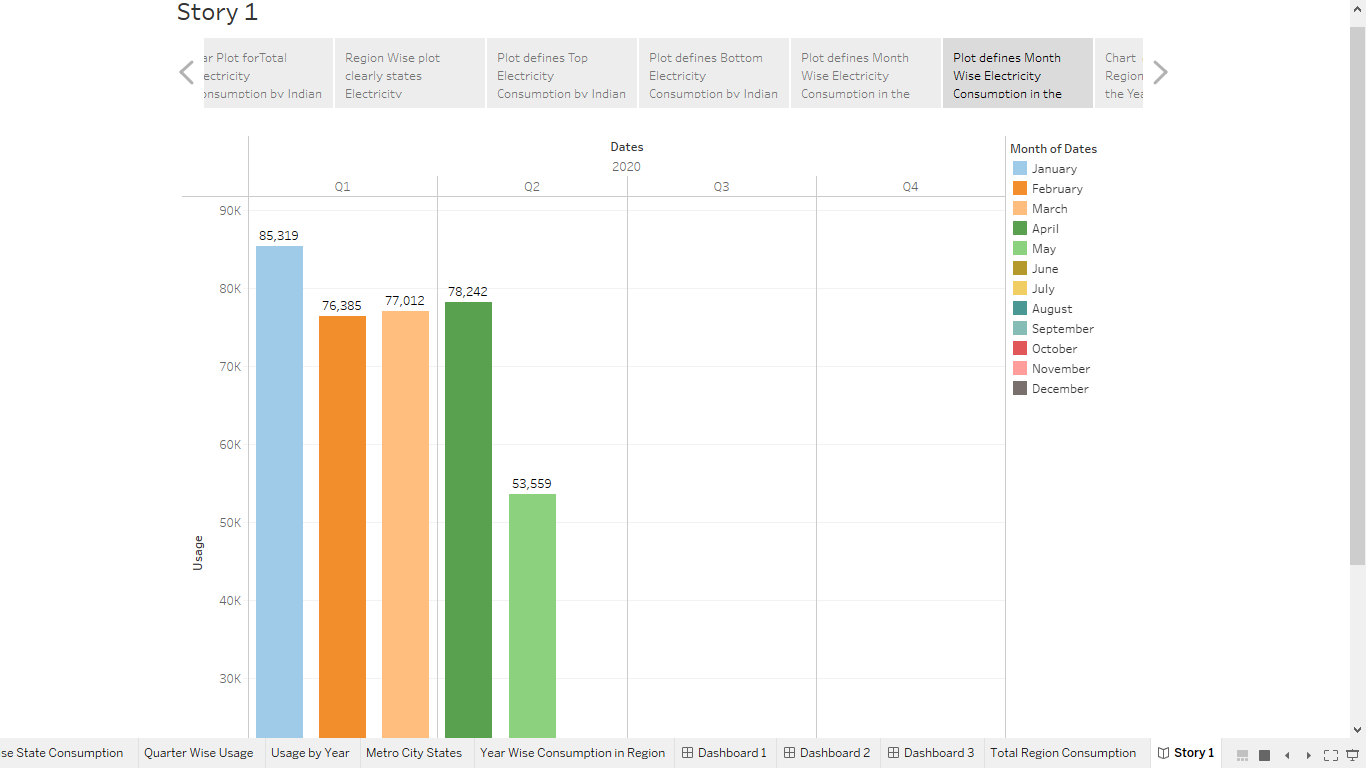 Story 1
ar Plot forTotal
ectricity
onsumption by Indian
Region Wise plot
clearly states
Electricity
Plot defines Top
Electricity
Consumption by Indian
Plot defines Bottom
Electricity
Consumption by Indian
Plot defines Month
Wise Electricity
Consumption in the
Plot defines Month
Wise Electricity
Consumption in the
Chart
Region
the Yea
Dates
2020
Q1 Q2 Q3 Q4
90K
80K
70K
60K
50K
40K
30K
Usage
85,319
76,385
77,012
78,242
53,559
Month of Dates
January
February
March
April
May
June
July
August
September
October
November
December
se State Consumption Quarter Wise Usage Usage by Year Metro City States Year Wise Consumption in Region Dashboard 1 Dashboard 2 Dashboard 3 Total Region Consumption Story 1